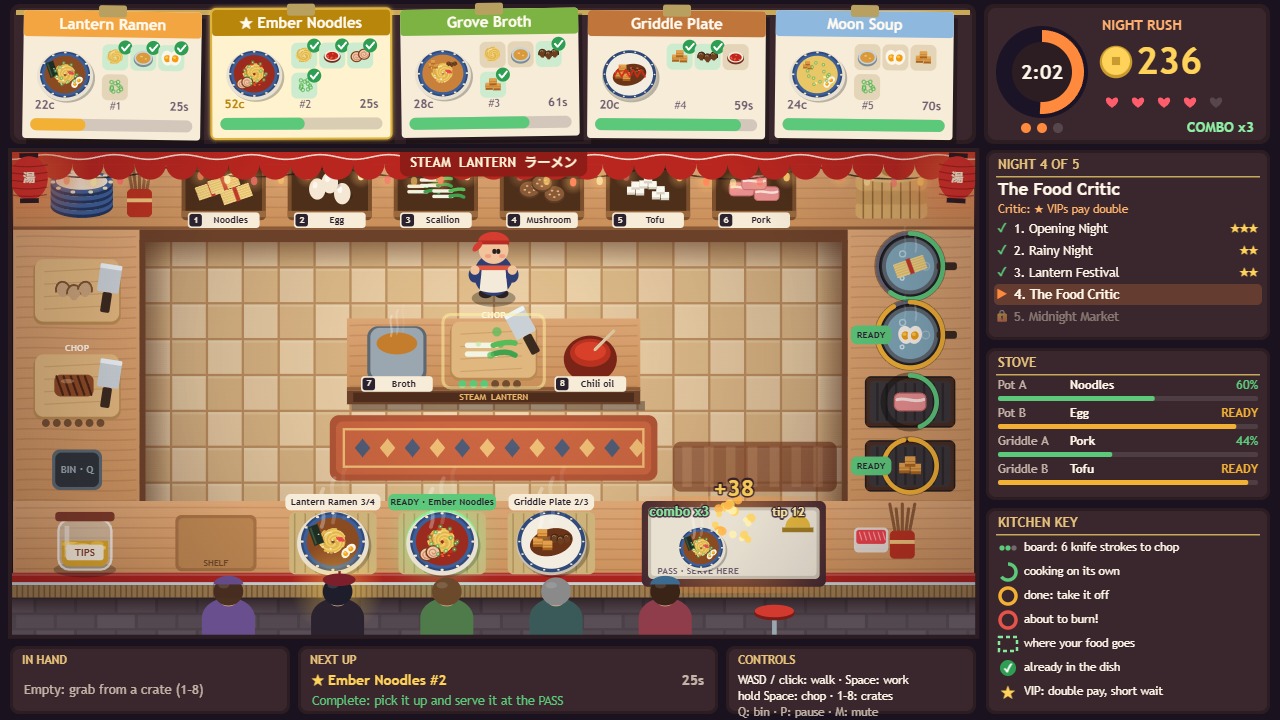 Lantern Ramen
22c
#1
25s
★ Ember Noodles
52c
#2
25s
Grove Broth
28c
#3
61s
Griddle Plate
20c
#4
59s
Moon Soup
24c
#5
70s
2:02
NIGHT RUSH
236
COMBO x3
STEAM LANTERN ラーメン
湯
湯
1 Noodles
2 Egg
3 Scallion
4 Mushroom
5 Tofu
6 Pork
CHOP
CHOP
7 Broth
8 Chili oil
STEAM LANTERN
READY
READY
BIN · Q
TIPS
SHELF
Lantern Ramen 3/4
READY · Ember Noodles
Griddle Plate 2/3
+38
combo x3
tip 12
PASS · SERVE HERE
NIGHT 4 OF 5
The Food Critic
Critic: ★ VIPs pay double
✓ 1. Opening Night ★★★
✓ 2. Rainy Night ★★
✓ 3. Lantern Festival ★★
4. The Food Critic
5. Midnight Market
STOVE
Pot A Noodles 60%
Pot B Egg READY
Griddle A Pork 44%
Griddle B Tofu READY
KITCHEN KEY
board: 6 knife strokes to chop
cooking on its own
done: take it off
about to burn!
where your food goes
already in the dish
VIP: double pay, short wait
IN HAND
Empty: grab from a crate (1-8)
NEXT UP
★ Ember Noodles #2
25s
Complete: pick it up and serve it at the PASS
CONTROLS
WASD / click: walk · Space: work
hold Space: chop · 1-8: crates
Q: bin · P: pause · M: mute